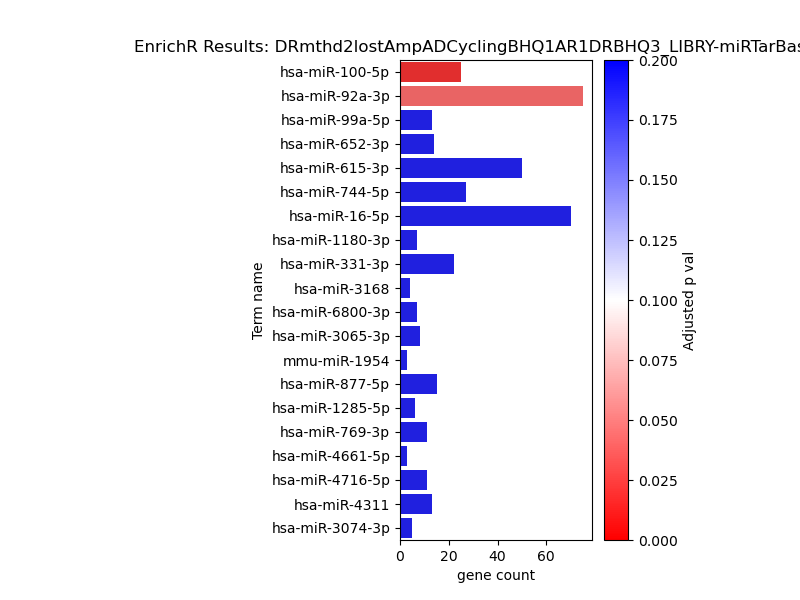 EnrichR Results: DRmthd2lostAmpADCyclingBHQ1AR1DRBHQ3_LIBRY-miRTarBas
hsa-miR-100-5p
hsa-miR-92a-3p
hsa-miR-99a-5p
hsa-miR-652-3p
hsa-miR-615-3p
hsa-miR-744-5p
hsa-miR-16-5p
hsa-miR-1180-3p
hsa-miR-331-3p
hsa-miR-3168
hsa-miR-6800-3p
hsa-miR-3065-3p
mmu-miR-1954
hsa-miR-877-5p
hsa-miR-1285-5p
hsa-miR-769-3p
hsa-miR-4661-5p
hsa-miR-4716-5p
hsa-miR-4311
hsa-miR-3074-3p
Term name
0 20 40 60
gene count
0.200
0.175
0.150
0.125
0.100
0.075
0.050
0.025
0.000
Adjusted p val